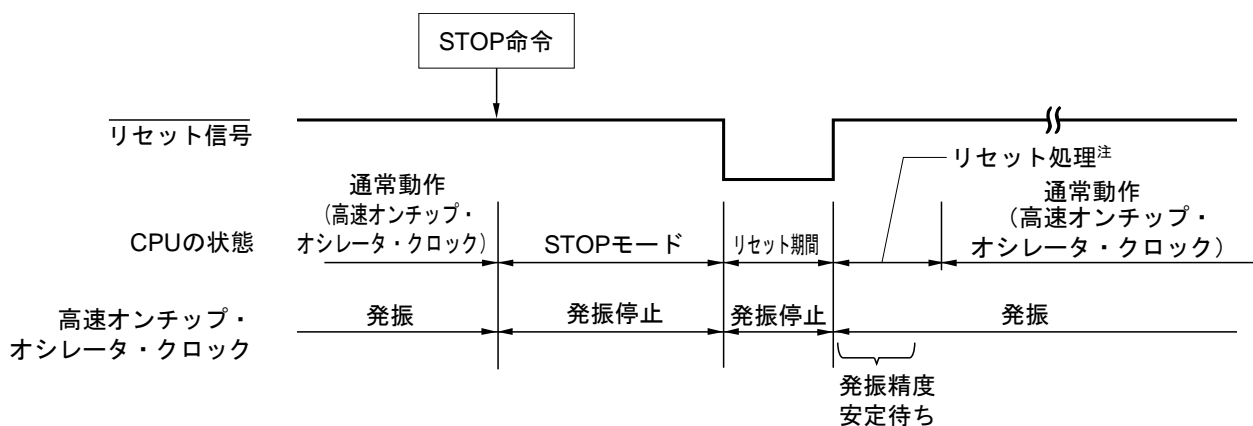 STOP命令
リセット信号
リセット処理注
通常動作
(高速オンチップ・
オシレータ・クロック)
通常動作
(高速オンチップ・
オシレータ・クロック)
CPUの状態
STOPモード
リセット期間
高速オンチップ・
オシレータ・クロック
発振
発振停止
発振停止
発振
発振精度
安定待ち